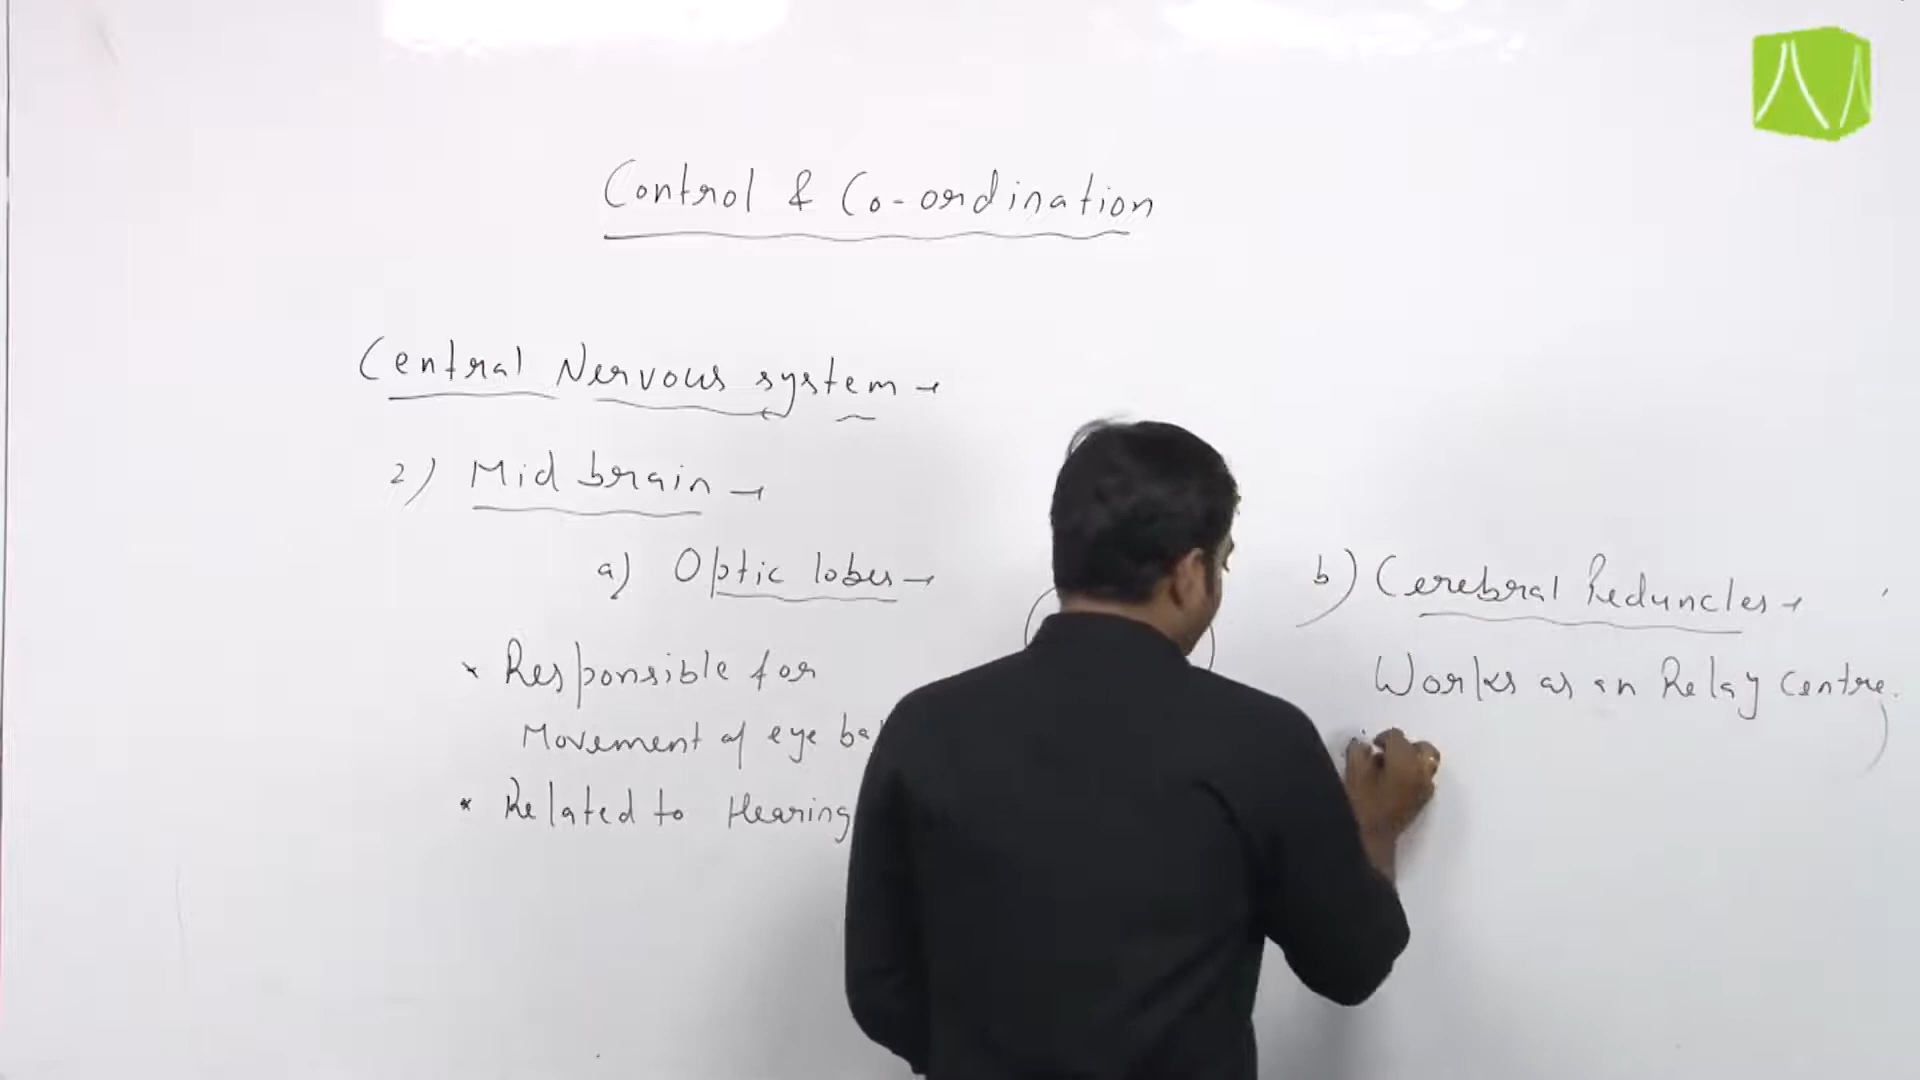 Control & Co-ordination
Central Nervous system →
2) Mid brain →
a) Optic lobes →
* Responsible for
Movement of eye
* Related to Hearing
b) Cerebral Peduncles →
Works as an Relay Centre.